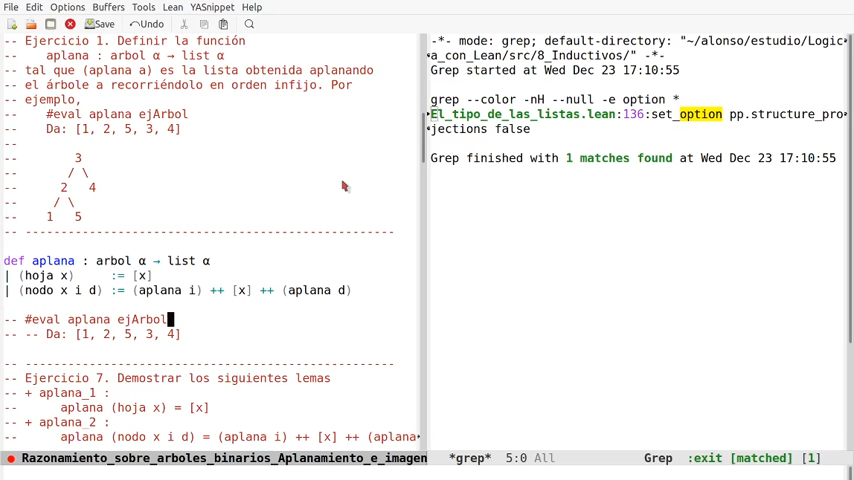 File Edit Options Buffers Tools Lean YASnippet Help
Save Undo
-- Ejercicio 1. Definir la función
--    aplana : arbol α → list α
-- tal que (aplana a) es la lista obtenida aplanando
-- el árbol a recorriéndolo en orden infijo. Por
-- ejemplo,
--    #eval aplana ejArbol
--    Da: [1, 2, 5, 3, 4]
--
--        3
--       / \
--      2   4
--     / \
--    1   5
-- ---------------------------------------------------
def aplana : arbol α → list α
| (hoja x)     := [x]
| (nodo x i d) := (aplana i) ++ [x] ++ (aplana d)
-- #eval aplana ejArbol
-- -- Da: [1, 2, 5, 3, 4]
-- ---------------------------------------------------
-- Ejercicio 7. Demostrar los siguientes lemas
-- + aplana_1 :
--      aplana (hoja x) = [x]
-- + aplana_2 :
--      aplana (nodo x i d) = (aplana i) ++ [x] ++ (aplana
Razonamiento_sobre_arboles_binarios_Aplanamiento_e_imagen
-*- mode: grep; default-directory: "~/alonso/estudio/Logic
a_con_Lean/src/8_Inductivos/" -*-
Grep started at Wed Dec 23 17:10:55
grep --color -nH --null -e option *
El_tipo_de_las_listas.lean:136:set_option pp.structure_pro
jections false
Grep finished with 1 matches found at Wed Dec 23 17:10:55
*grep* 5:0 All Grep :exit [matched] [1]